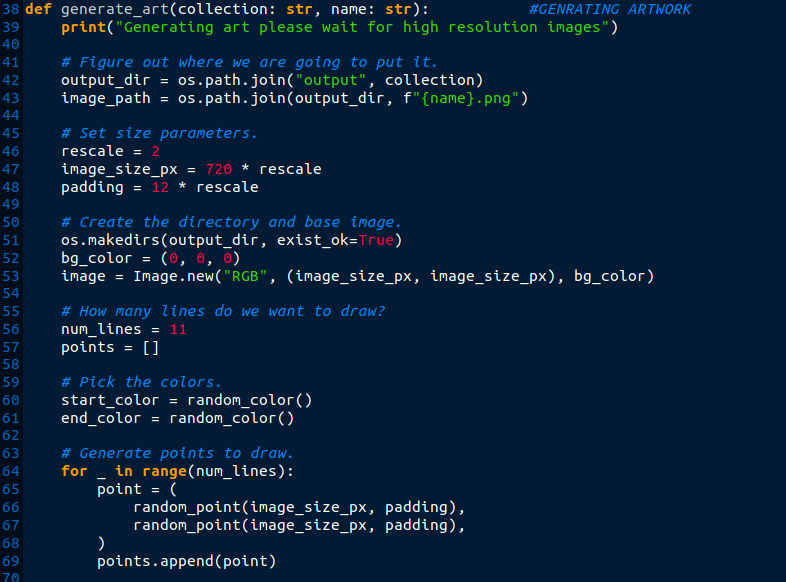 38 def generate_art(collection: str, name: str):           #GENRATING ARTWORK
39     print("Generating art please wait for high resolution images")
40
41     # Figure out where we are going to put it.
42     output_dir = os.path.join("output", collection)
43     image_path = os.path.join(output_dir, f"{name}.png")
44
45     # Set size parameters.
46     rescale = 2
47     image_size_px = 720 * rescale
48     padding = 12 * rescale
49
50     # Create the directory and base image.
51     os.makedirs(output_dir, exist_ok=True)
52     bg_color = (0, 0, 0)
53     image = Image.new("RGB", (image_size_px, image_size_px), bg_color)
54
55     # How many lines do we want to draw?
56     num_lines = 11
57     points = []
58
59     # Pick the colors.
60     start_color = random_color()
61     end_color = random_color()
62
63     # Generate points to draw.
64     for _ in range(num_lines):
65         point = (
66             random_point(image_size_px, padding),
67             random_point(image_size_px, padding),
68         )
69         points.append(point)
70